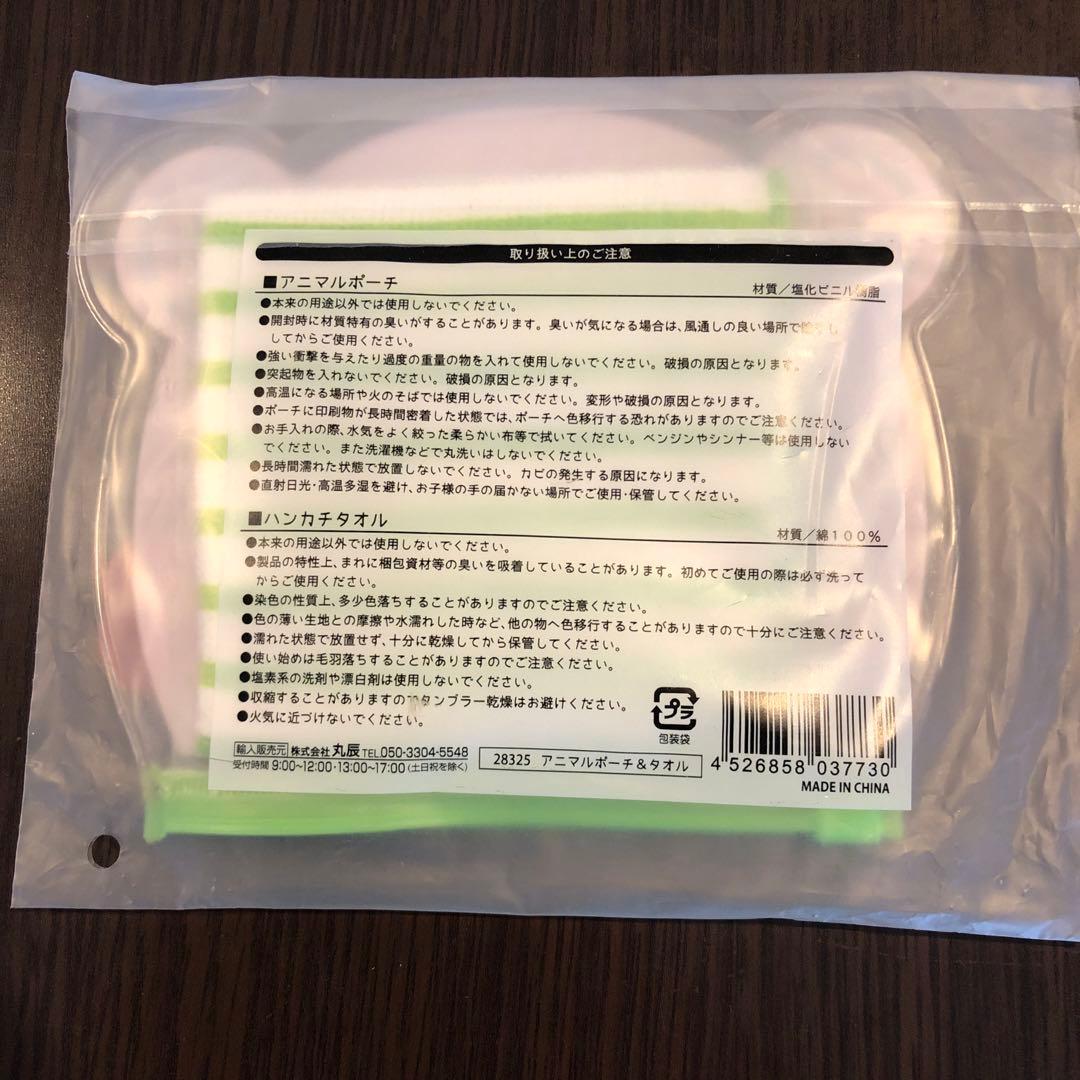 取り扱い上のご注意
■アニマルポーチ 材質／塩化ビニル樹脂
●本来の用途以外では使用しないでください。
●開封時に材質特有の臭いがすることがあります。臭いが気になる場合は、風通しの良い場所で
してからご使用ください。
●強い衝撃を与えたり過度の重量の物を入れて使用しないでください。破損の原因となります。
●突起物を入れないでください。破損の原因となります。
●高温になる場所や火のそばでは使用しないでください。変形や破損の原因となります。
●ポーチに印刷物が長時間密着した状態では、ポーチへ色移行する恐れがありますのでご注意ください。
●お手入れの際、水気をよく絞った柔らかい布等で拭いてください。ベンジンやシンナー等は使用しない
でください。また洗濯機などで丸洗いはしないでください。
●長時間濡れた状態で放置しないでください。カビの発生する原因になります。
●直射日光・高温多湿を避け、お子様の手の届かない場所でご使用・保管してください。
■ハンカチタオル 材質／綿100%
●本来の用途以外では使用しないでください。
●製品の特性上、まれに梱包資材等の臭いを吸着していることがあります。初めてご使用の際は必ず洗って
からご使用ください。
●染色の性質上、多少色落ちすることがありますのでご注意ください。
●色の薄い生地との摩擦や水濡れした時など、他の物へ色移行することがありますので十分にご注意ください。
●濡れた状態で放置せず、十分に乾燥してから保管してください。
●使い始めは毛羽落ちすることがありますのでご注意ください。
●塩素系の洗剤や漂白剤は使用しないでください。
●収縮することがありますのでタンブラー乾燥はお避けください。
●火気に近づけないでください。
プラ
包装袋
輸入販売元 株式会社 丸辰 TEL050-3304-5548
受付時間 9:00~12:00・13:00~17:00 (土日祝を除く)
28325 アニマルポーチ＆タオル
4 526858 037730
MADE IN CHINA